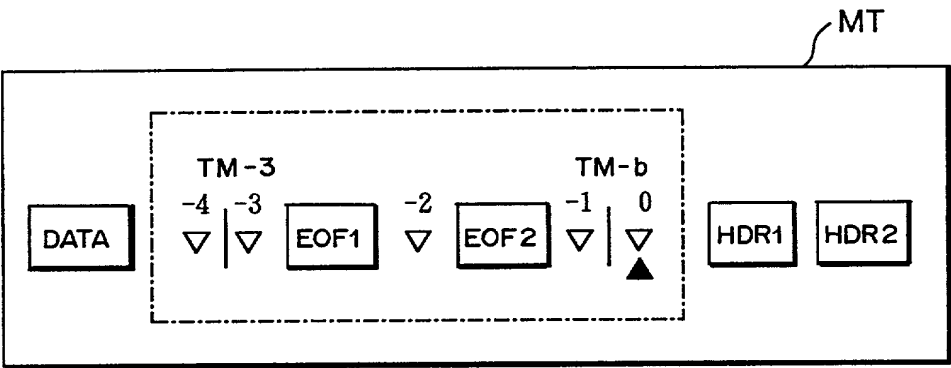 MT
TM-3 TM-b
-4 -3 -2 -1 0
DATA EOF1 EOF2 HDR1 HDR2